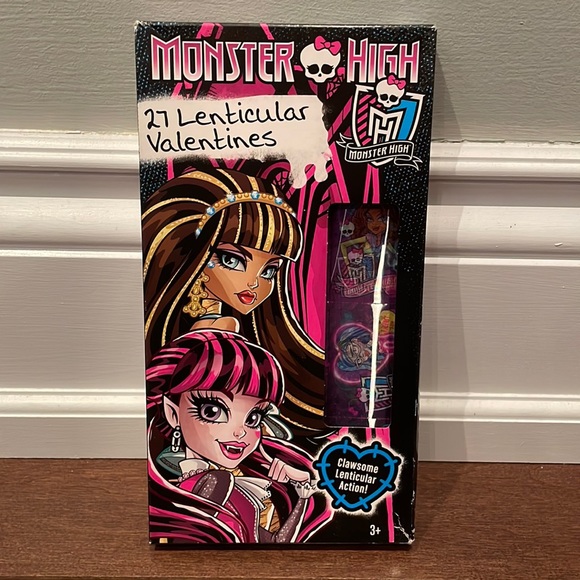 MONSTER HIGH
27 Lenticular
Valentines
MONSTER HIGH
Clawsome
Lenticular
Action!
3+